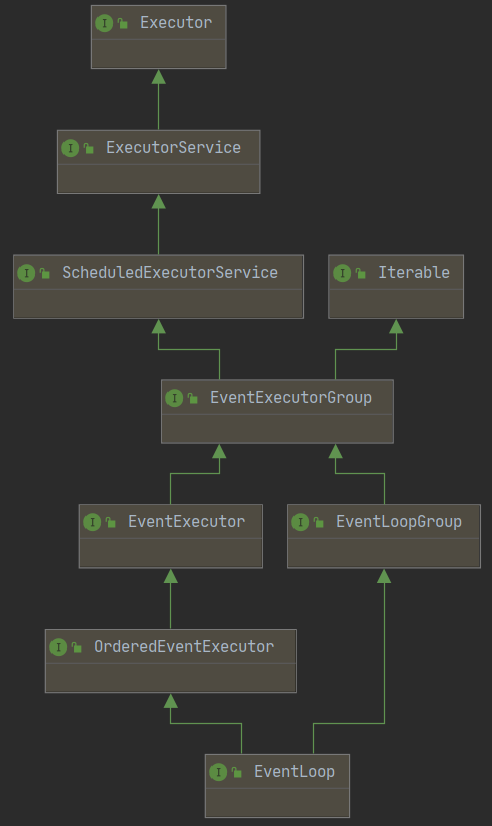 I Executor
I ExecutorService
I ScheduledExecutorService
I Iterable
I EventExecutorGroup
I EventExecutor
I EventLoopGroup
I OrderedEventExecutor
I EventLoop